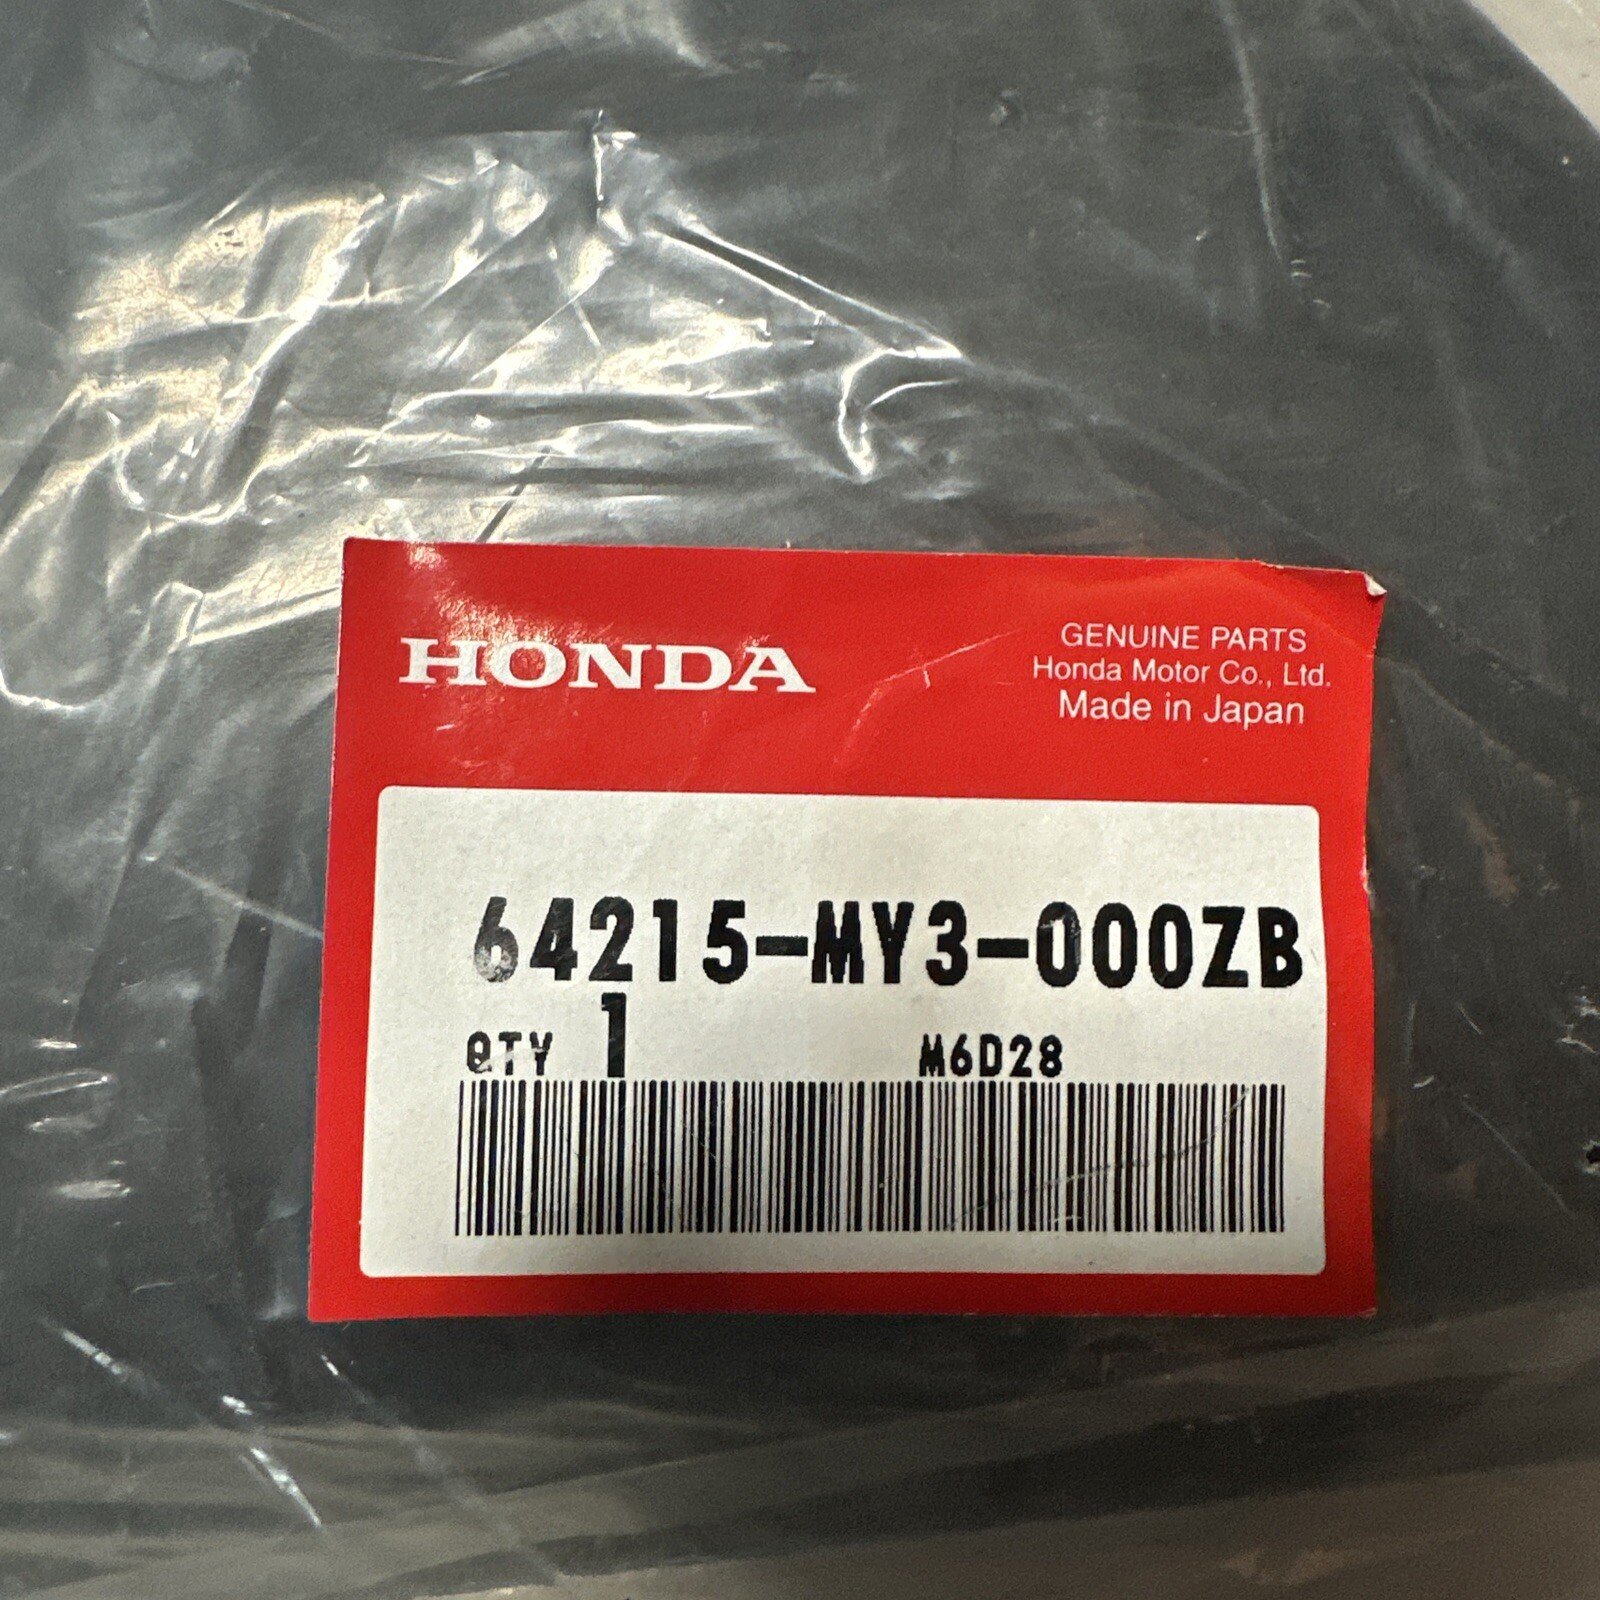 HONDA
GENUINE PARTS
Honda Motor Co., Ltd.
Made in Japan
64215-MY3-000ZB
QTY 1 M6D28